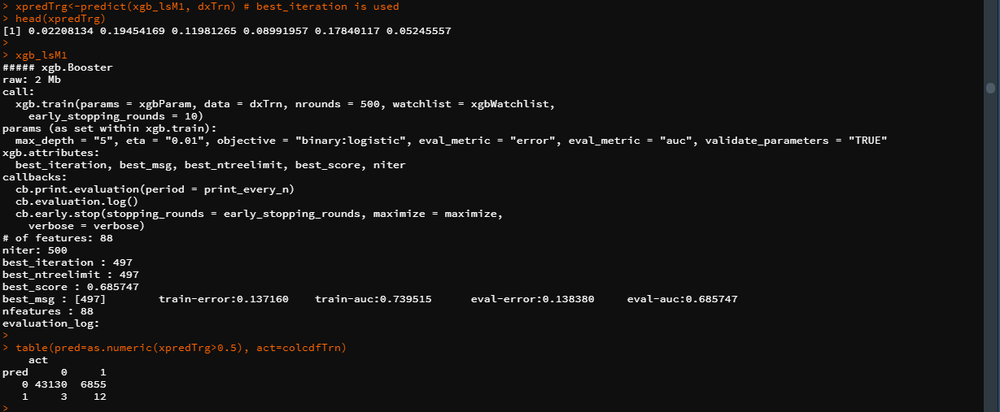 > xpredTrg<-predict(xgb_lsM1, dxTrn) # best_iteration is used
> head(xpredTrg)
[1] 0.02208134 0.19454169 0.11981265 0.08991957 0.17840117 0.05245557
>
> xgb_lsM1
##### xgb.Booster
raw: 2 Mb
call:
  xgb.train(params = xgbParam, data = dxTrn, nrounds = 500, watchlist = xgbWatchlist,
    early_stopping_rounds = 10)
params (as set within xgb.train):
  max_depth = "5", eta = "0.01", objective = "binary:logistic", eval_metric = "error", eval_metric = "auc", validate_parameters = "TRUE"
xgb.attributes:
  best_iteration, best_msg, best_ntreelimit, best_score, niter
callbacks:
  cb.print.evaluation(period = print_every_n)
  cb.evaluation.log()
  cb.early.stop(stopping_rounds = early_stopping_rounds, maximize = maximize,
    verbose = verbose)
# of features: 88
niter: 500
best_iteration : 497
best_ntreelimit : 497
best_score : 0.685747
best_msg : [497]	train-error:0.137160	train-auc:0.739515	eval-error:0.138380	eval-auc:0.685747
nfeatures : 88
evaluation_log:
>
> table(pred=as.numeric(xpredTrg>0.5), act=colcdfTrn)
    act
pred     0     1
   0 43130  6855
   1     3    12
>